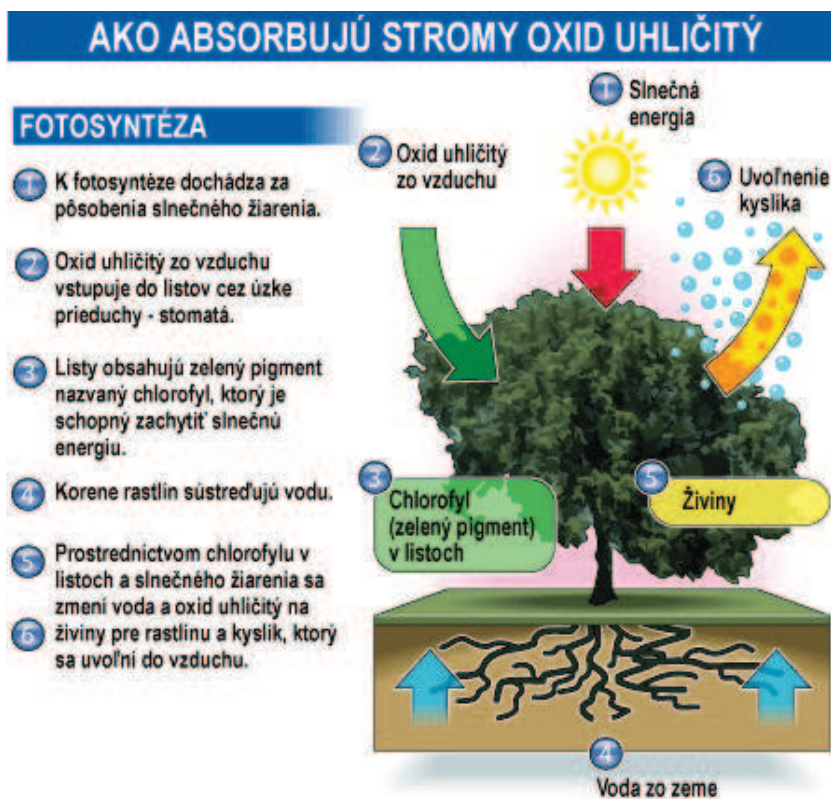 AKO ABSORBUJÚ STROMY OXID UHLIČITÝ
FOTOSYNTÉZA
1 K fotosyntéze dochádza za
pôsobenia slnečného žiarenia.
2 Oxid uhličitý zo vzduchu
vstupuje do listov cez úzke
prieduchy - stomatá.
3 Listy obsahujú zelený pigment
nazvaný chlorofyl, ktorý je
schopný zachytiť slnečnú
energiu.
4 Korene rastlin sústreďujú vodu.
5 Prostredníctvom chlorofylu v
listoch a slnečného žiarenia sa
zmení voda a oxid uhličitý na
6 živiny pre rastlinu a kyslík, ktorý
sa uvoľní do vzduchu.
1 Slnečná
energia
2 Oxid uhličitý
zo vzduchu
6 Uvoľnenie
kyslíka
3 Chlorofyl
(zelený pigment)
v listoch
5 Živiny
4
Voda zo zeme